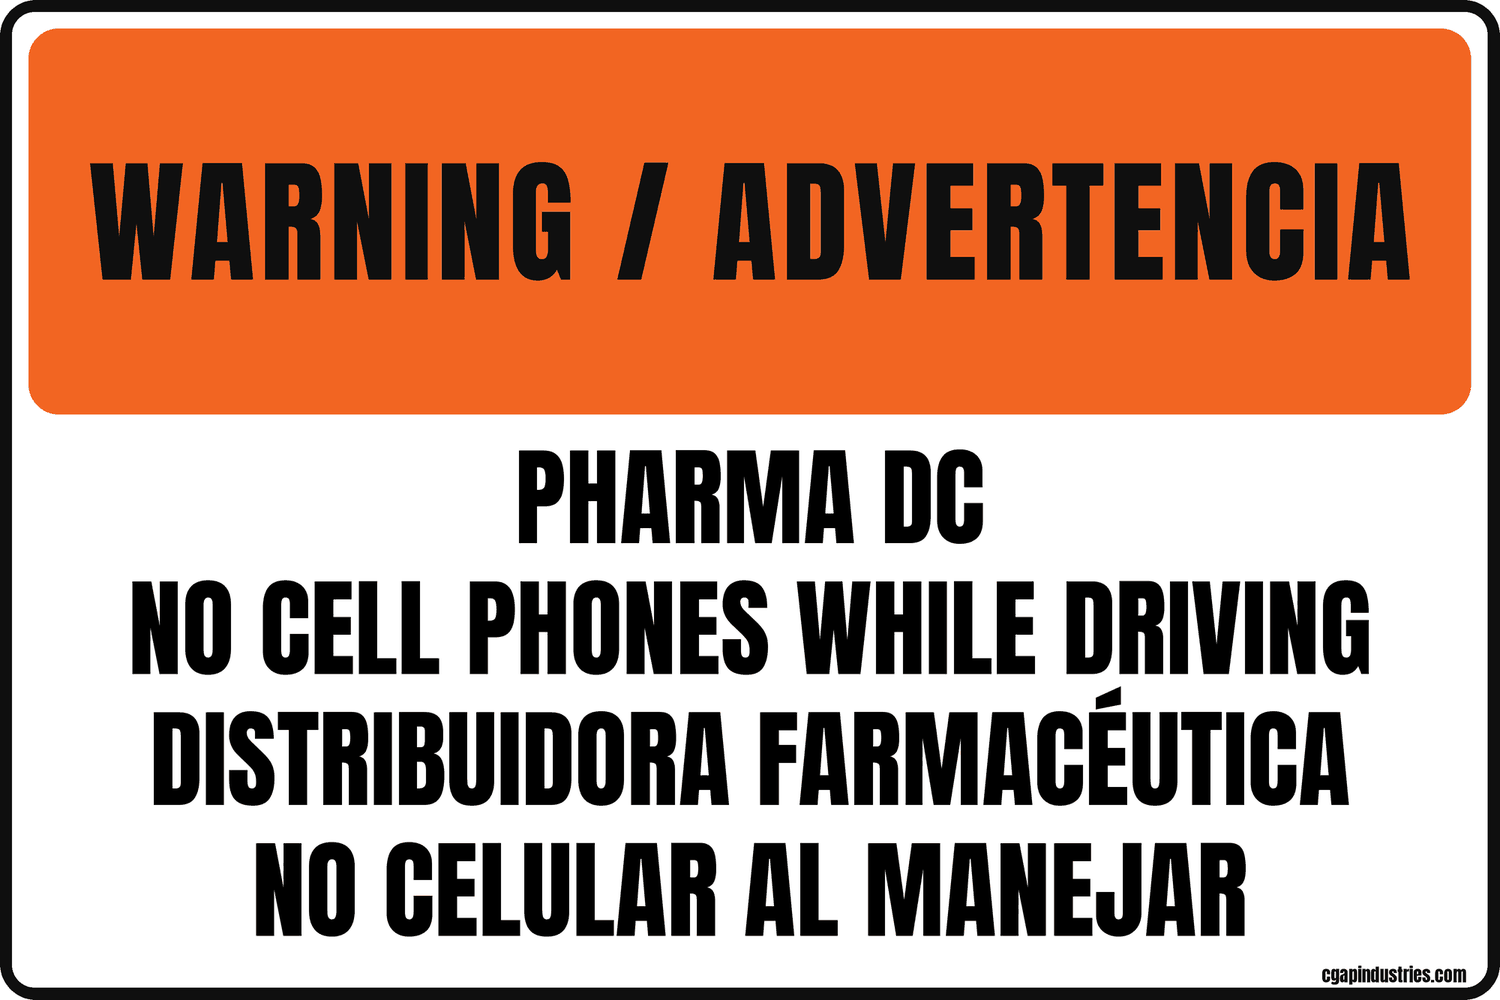 WARNING / ADVERTENCIA
PHARMA DC
NO CELL PHONES WHILE DRIVING
DISTRIBUIDORA FARMACÉUTICA
NO CELULAR AL MANEJAR
cgapindustries.com